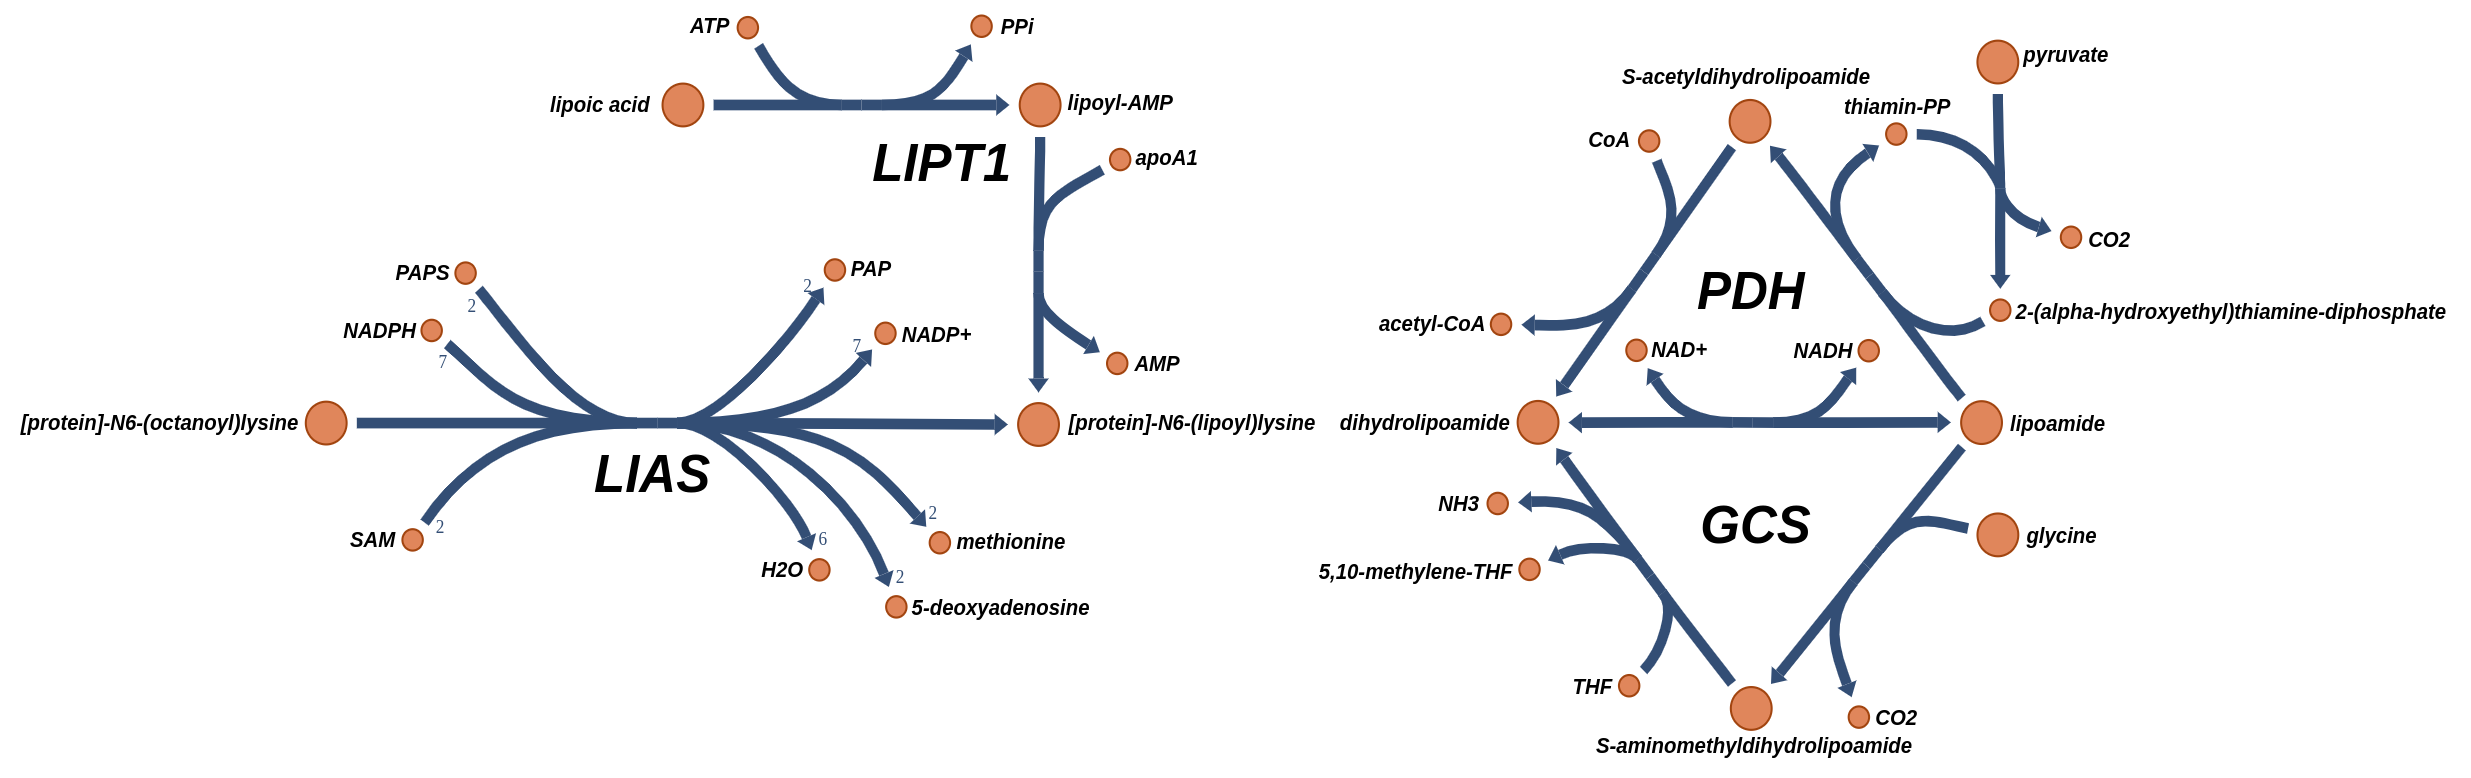 ATP
PPi
lipoic acid
lipoyl-AMP
LIPT1
apoA1
PAPS
2
NADPH
7
2
PAP
7
NADP+
AMP
[protein]-N6-(octanoyl)lysine
[protein]-N6-(lipoyl)lysine
LIAS
SAM
2
H2O
6
2
methionine
2
5-deoxyadenosine
pyruvate
S-acetyldihydrolipoamide
thiamin-PP
CoA
CO2
PDH
acetyl-CoA
2-(alpha-hydroxyethyl)thiamine-diphosphate
NAD+
NADH
dihydrolipoamide
lipoamide
NH3
GCS
glycine
5,10-methylene-THF
THF
CO2
S-aminomethyldihydrolipoamide